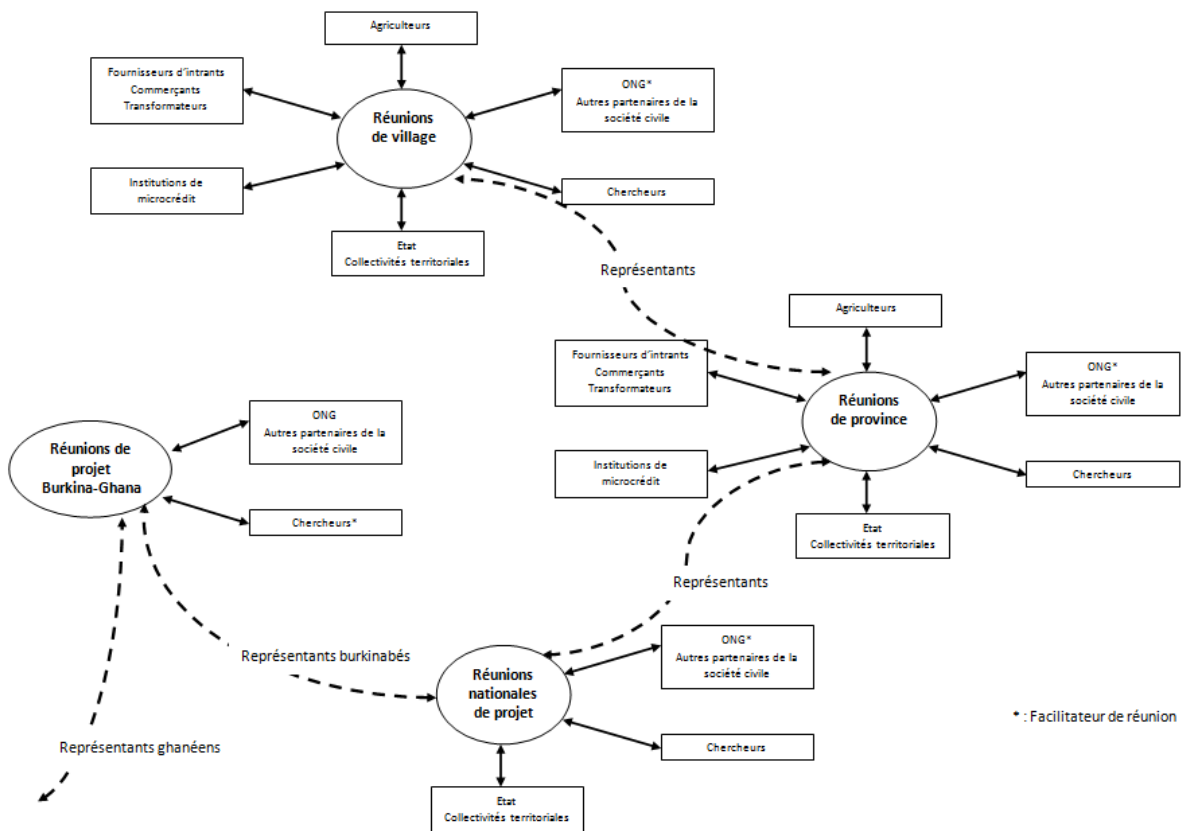 Agriculteurs
Fournisseurs d'intrants
Commerçants
Transformateurs
ONG*
Autres partenaires de la
société civile
Réunions
de village
Institutions de
microcrédit
Chercheurs
Etat
Collectivités territoriales
Représentants
Agriculteurs
Fournisseurs d'intrants
Commerçants
Transformateurs
ONG*
Autres partenaires de la
société civile
Réunions
de province
Institutions de
microcrédit
Chercheurs
Etat
Collectivités territoriales
ONG
Autres partenaires de la
société civile
Réunions de
projet
Burkina-Ghana
Chercheurs*
Représentants
Représentants burkinabés
ONG*
Autres partenaires de la
société civile
Réunions
nationales
de projet
Chercheurs
Etat
Collectivités territoriales
Représentants ghanéens
* : Facilitateur de réunion